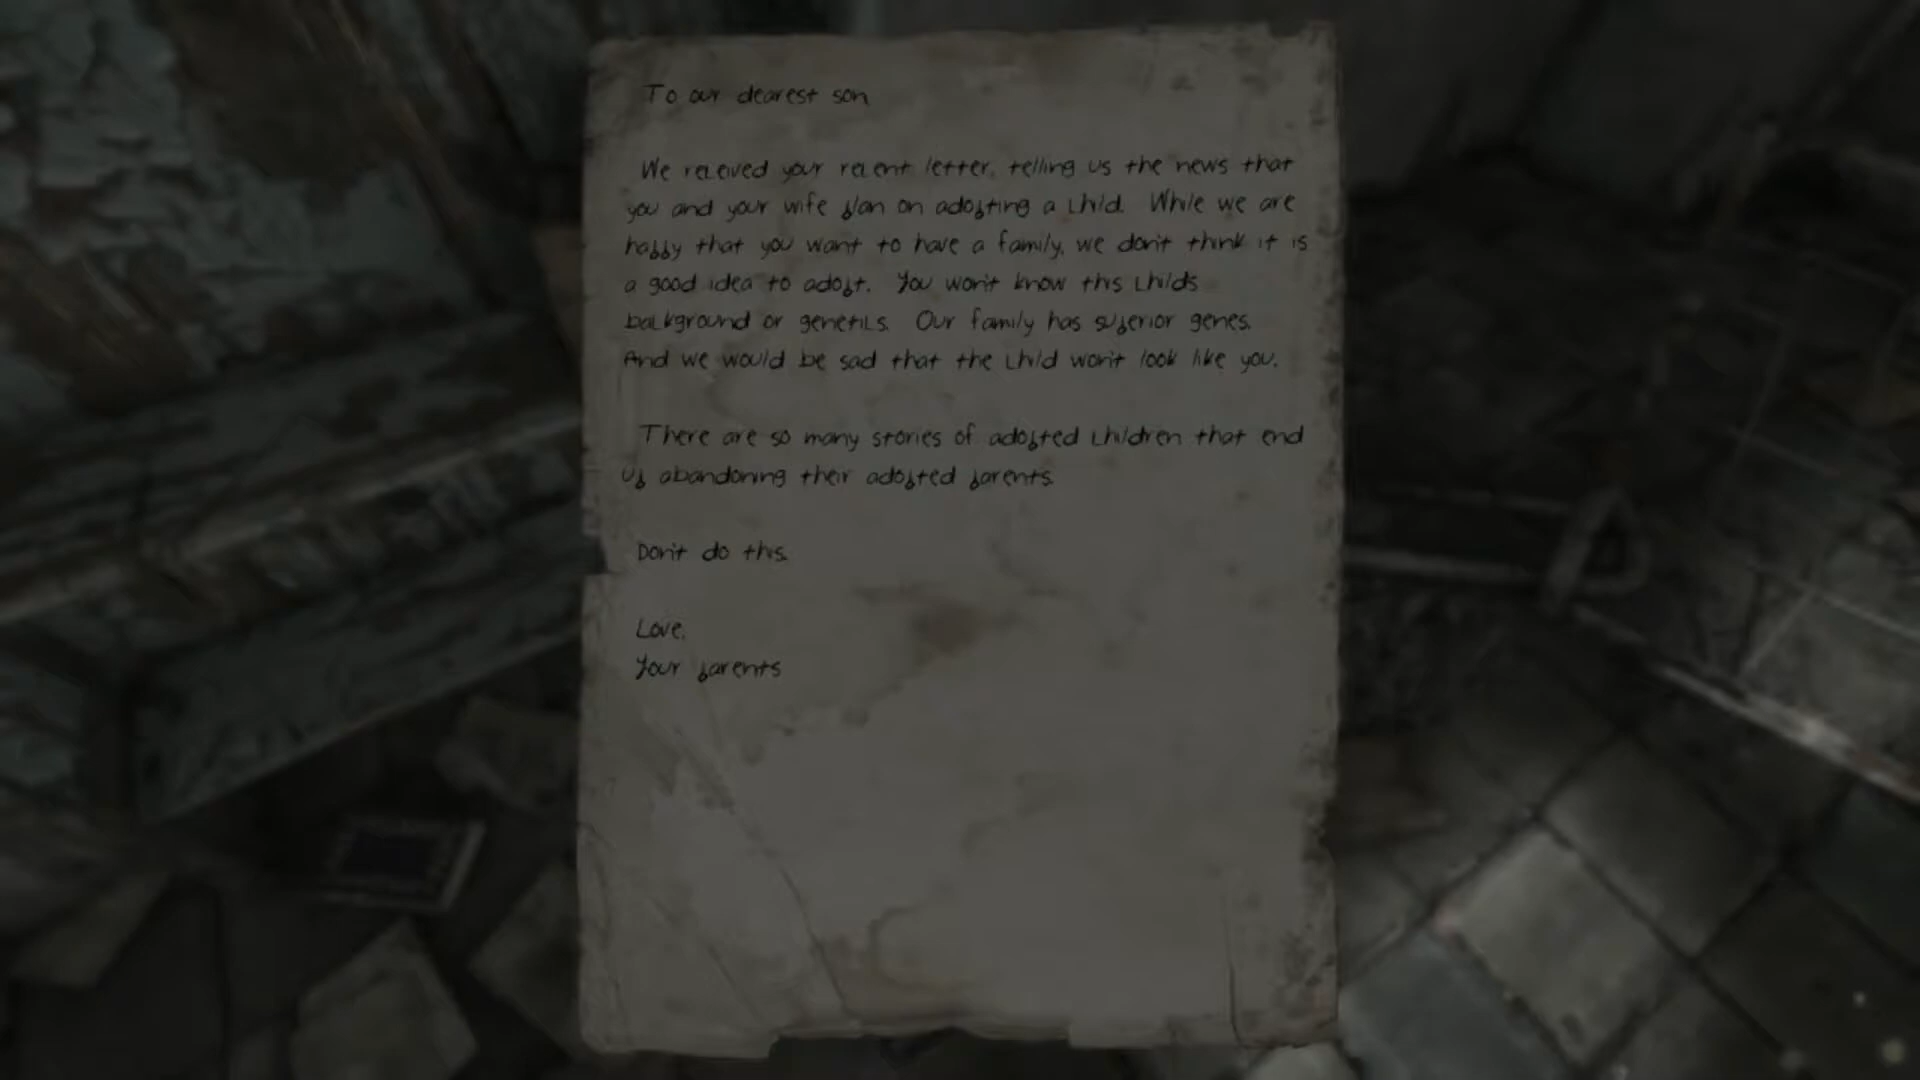 To our dearest son
We received your recent letter, telling us the news that
you and your wife plan on adopting a child. While we are
happy that you want to have a family, we don't think it is
a good idea to adopt. You won't know this childs
background or genetics. Our family has superior genes.
And we would be sad that the child won't look like you.
There are so many stories of adopted children that end
up abandoning their adopted parents.
Don't do this.
Love,
Your parents